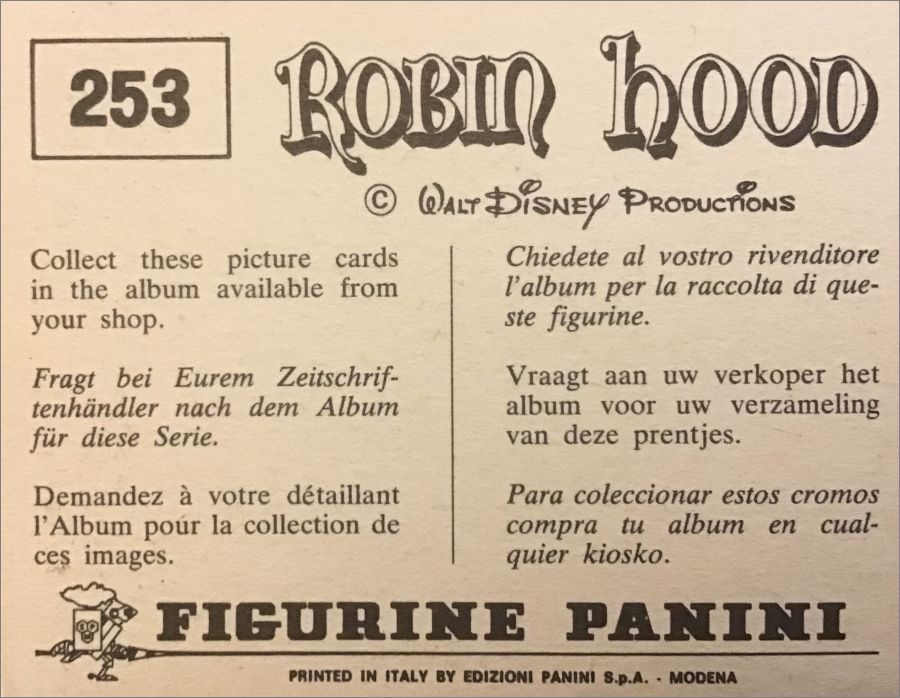 253
ROBIN HOOD
© WALT DISNEY PRODUCTIONS
Collect these picture cards
in the album available from
your shop.
Fragt bei Eurem Zeitschrif-
tenhändler nach dem Album
für diese Serie.
Demandez à votre détaillant
l'Album pour la collection de
ces images.
Chiedete al vostro rivenditore
l'album per la raccolta di que-
ste figurine.
Vraagt aan uw verkoper het
album voor uw verzameling
van deze prentjes.
Para coleccionar estos cromos
compra tu album en cual-
quier kiosko.
FIGURINE PANINI
PRINTED IN ITALY BY EDIZIONI PANINI S.p.A. - MODENA